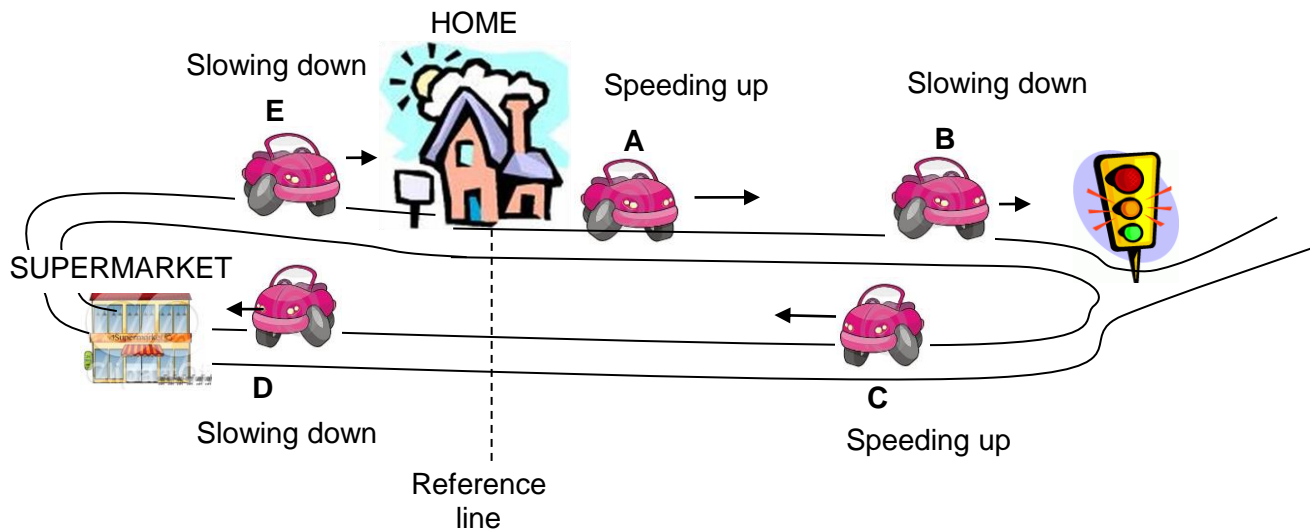 HOME
Slowing down
Speeding up
Slowing down
E
A
B
SUPERMARKET
D
C
Slowing down
Speeding up
Reference
line